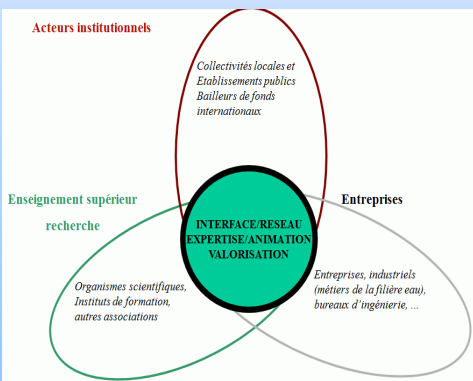 Acteurs institutionnels
Collectivités locales et
Etablissements publics
Bailleurs de fonds
internationaux
Enseignement supérieur
recherche
Entreprises
INTERFACE/RESEAU
EXPERTISE/ANIMATION
VALORISATION
Organismes scientifiques,
Instituts de formation,
autres associations
Entreprises, industriels
(métiers de la filière eau),
bureaux d'ingénierie, ...